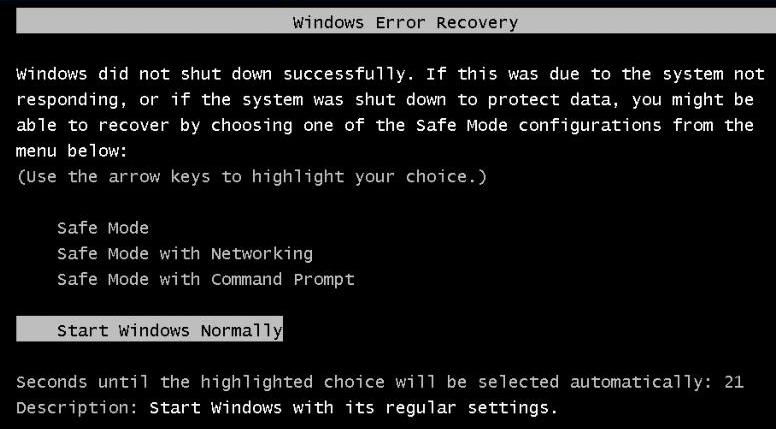 Windows Error Recovery
Windows did not shut down successfully. If this was due to the system not
responding, or if the system was shut down to protect data, you might be
able to recover by choosing one of the Safe Mode configurations from the
menu below:
(Use the arrow keys to highlight your choice.)
Safe Mode
Safe Mode with Networking
Safe Mode with Command Prompt
Start Windows Normally
Seconds until the highlighted choice will be selected automatically: 21
Description: Start Windows with its regular settings.